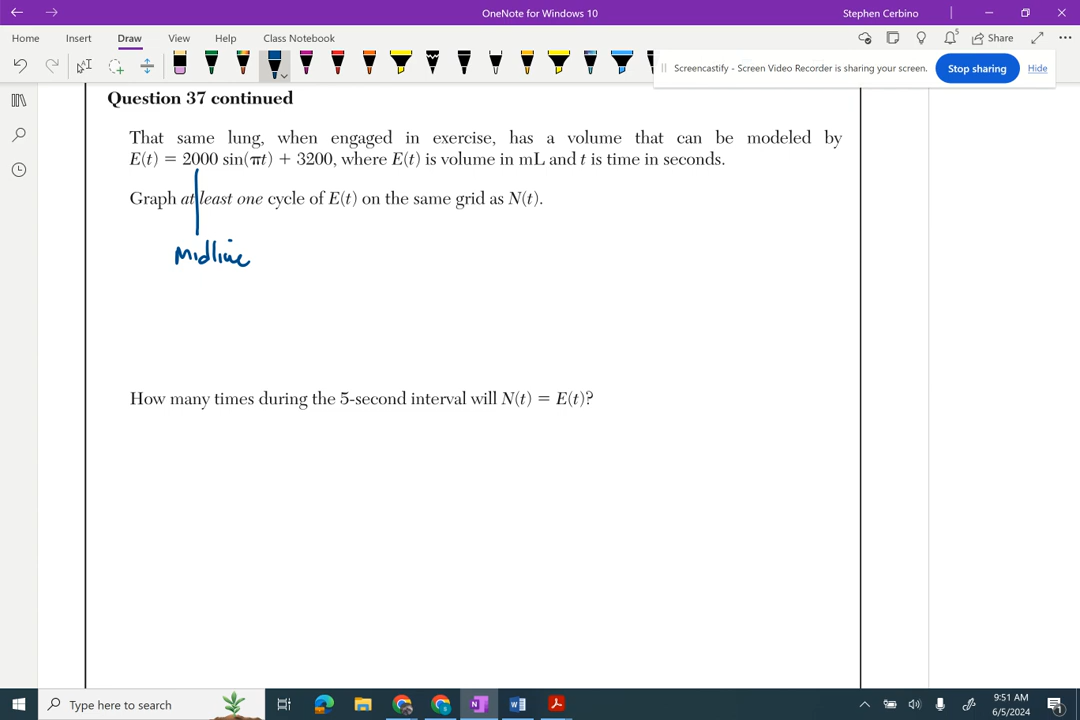 OneNote for Windows 10
Stephen Cerbino
Home Insert Draw View Help Class Notebook
Share
Screencastify - Screen Video Recorder is sharing your screen.
Stop sharing
Hide
Question 37 continued
That same lung, when engaged in exercise, has a volume that can be modeled by
E(t) = 2000 sin(πt) + 3200, where E(t) is volume in mL and t is time in seconds.
Graph at least one cycle of E(t) on the same grid as N(t).
Midline
How many times during the 5-second interval will N(t) = E(t)?
Type here to search
9:51 AM
6/5/2024